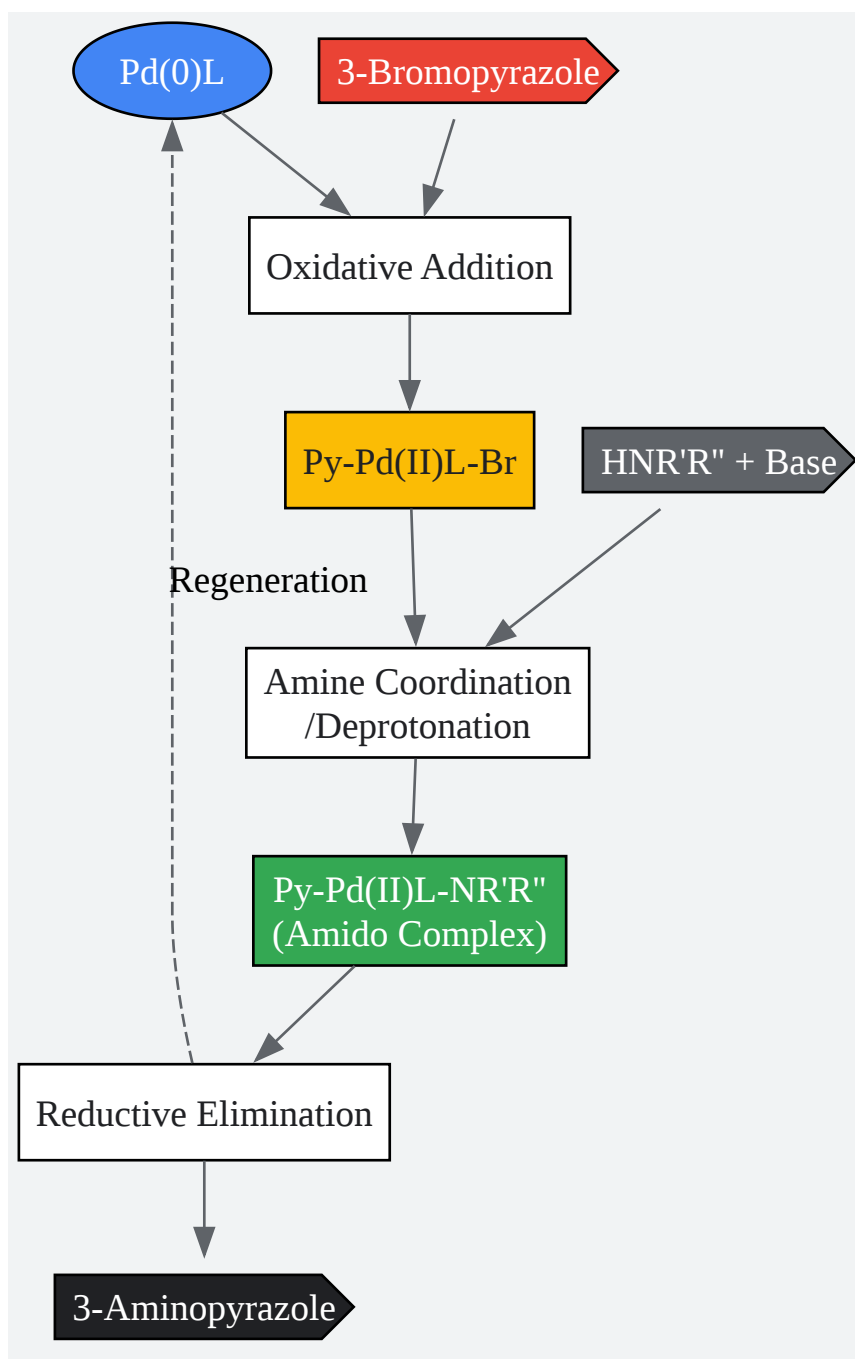 Pd(0)L
3-Bromopyrazole
Oxidative Addition
Py-Pd(II)L-Br
HNR'R" + Base
Regeneration
Amine Coordination
/Deprotonation
Py-Pd(II)L-NR'R"
(Amido Complex)
Reductive Elimination
3-Aminopyrazole